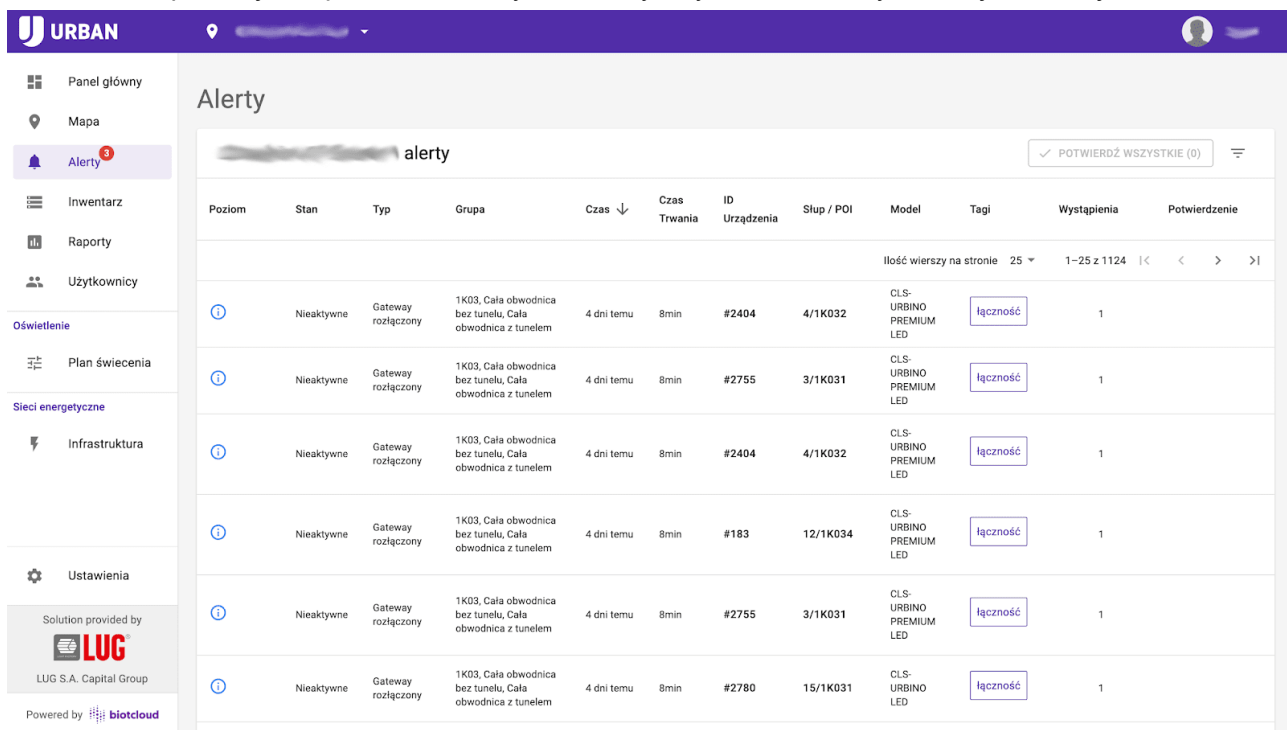 URBAN
Panel główny
Mapa
Alerty 3
Inwentarz
Raporty
Użytkownicy
Oświetlenie
Plan świecenia
Sieci energetyczne
Infrastruktura
Ustawienia
Solution provided by
LUG
LUG S.A. Capital Group
Powered by biotcloud
Alerty
alerty
POTWIERDŹ WSZYSTKIE (0)
Poziom Stan Typ Grupa Czas Czas Trwania ID Urządzenia Słup / POI Model Tagi Wystąpienia Potwierdzenie
Ilość wierszy na stronie 25 1–25 z 1124
Nieaktywne Gateway rozłączony 1K03, Cała obwodnica bez tunelu, Cała obwodnica z tunelem 4 dni temu 8min #2404 4/1K032 CLS-URBINO PREMIUM LED łączność 1
Nieaktywne Gateway rozłączony 1K03, Cała obwodnica bez tunelu, Cała obwodnica z tunelem 4 dni temu 8min #2755 3/1K031 CLS-URBINO PREMIUM LED łączność 1
Nieaktywne Gateway rozłączony 1K03, Cała obwodnica bez tunelu, Cała obwodnica z tunelem 4 dni temu 8min #2404 4/1K032 CLS-URBINO PREMIUM LED łączność 1
Nieaktywne Gateway rozłączony 1K03, Cała obwodnica bez tunelu, Cała obwodnica z tunelem 4 dni temu 8min #183 12/1K034 CLS-URBINO PREMIUM LED łączność 1
Nieaktywne Gateway rozłączony 1K03, Cała obwodnica bez tunelu, Cała obwodnica z tunelem 4 dni temu 8min #2755 3/1K031 CLS-URBINO PREMIUM LED łączność 1
Nieaktywne Gateway rozłączony 1K03, Cała obwodnica bez tunelu, Cała obwodnica z tunelem 4 dni temu 8min #2780 15/1K031 CLS-URBINO LED łączność 1